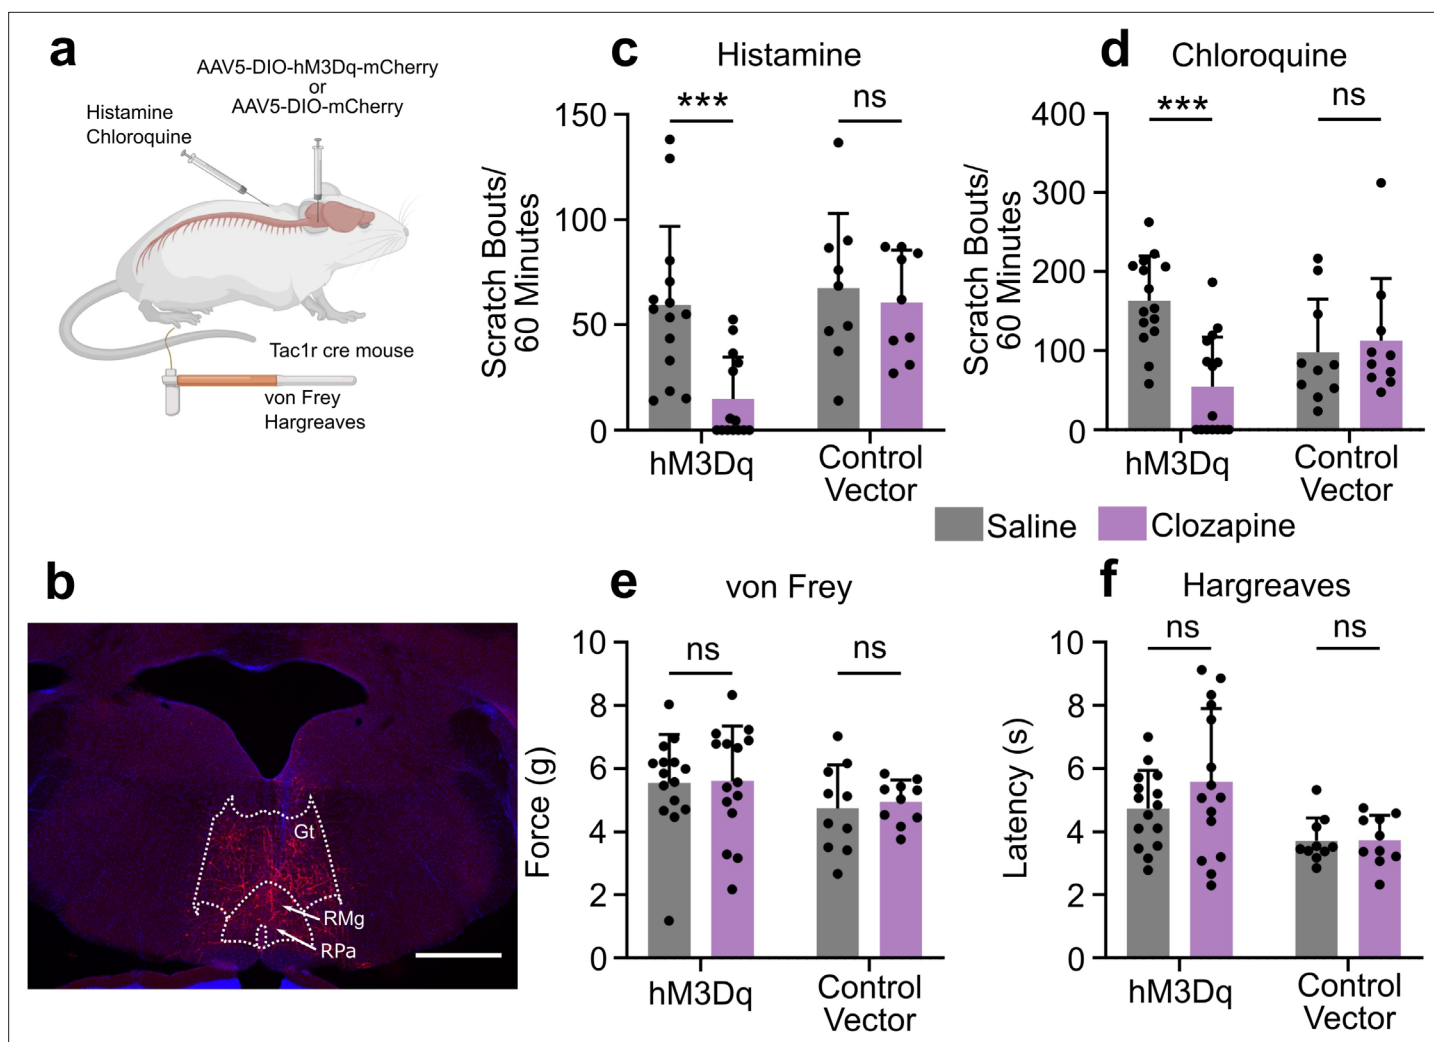 a
AAV5-DIO-hM3Dq-mCherry
or
AAV5-DIO-mCherry
Histamine
Chloroquine
Tac1r cre mouse
von Frey
Hargreaves
b
Gt
RMg
RPa
c
Histamine
***
ns
Scratch Bouts/
60 Minutes
150
100
50
0
hM3Dq
Control
Vector
d
Chloroquine
***
ns
Scratch Bouts/
60 Minutes
400
300
200
100
0
hM3Dq
Control
Vector
Saline
Clozapine
e
von Frey
ns
ns
Force (g)
10
8
6
4
2
0
hM3Dq
Control
Vector
f
Hargreaves
ns
ns
Latency (s)
10
8
6
4
2
0
hM3Dq
Control
Vector